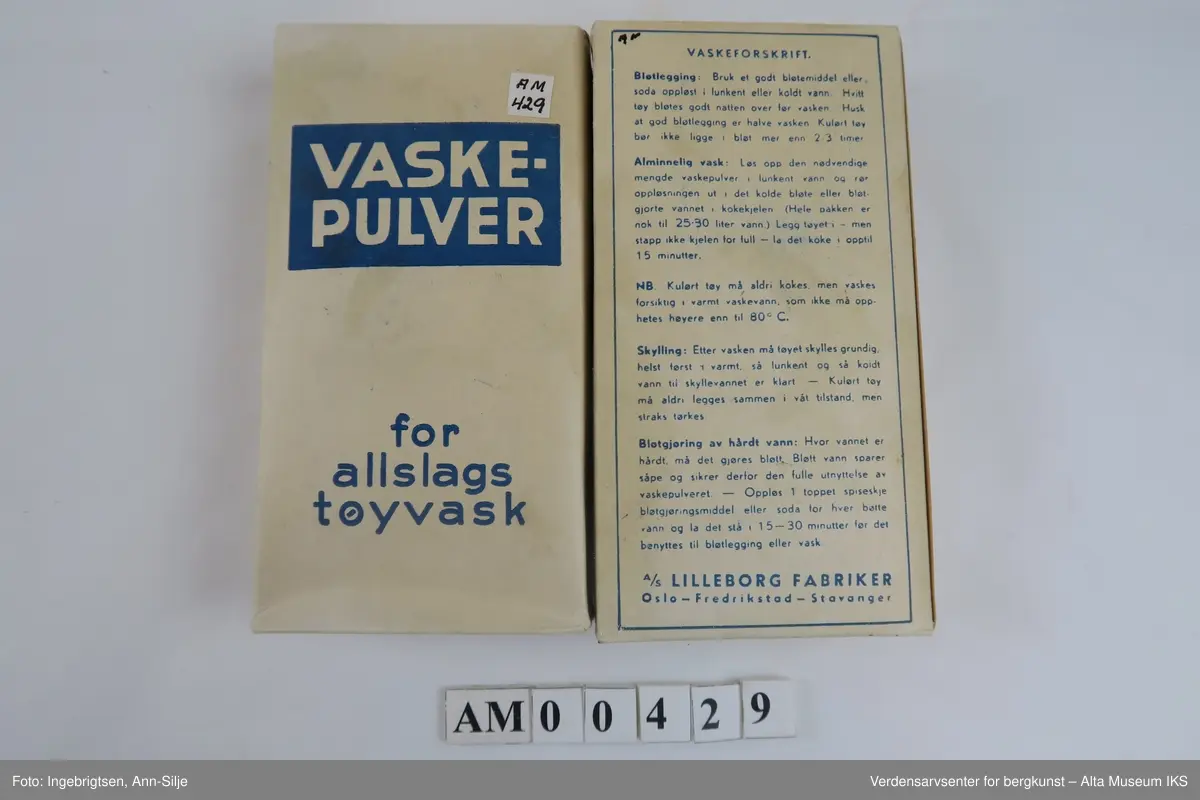 AM
429
VASKE-
PULVER
for
allslags
tøyvask
VASKEFORSKRIFT.
Bløtlegging: Bruk et godt bløtemiddel eller
soda oppløst i lunkent eller koldt vann. Hvitt
tøy bløtes godt natten over før vasken. Husk
at god bløtlegging er halve vasken. Kulørt tøy
bør ikke ligge i bløt mer enn 2-3 timer
Alminnelig vask: Løs opp den nødvendige
mengde vaskepulver i lunkent vann og rør
oppløsningen ut i det kolde bløte eller bløt-
gjorte vannet i kokekjelen (Hele pakken er
nok til 25-30 liter vann.) Legg tøyet i – men
stapp ikke kjelen for full – la det koke i opptil
15 minutter.
NB. Kulørt tøy må aldri kokes, men vaskes
forsiktig i varmt vaskevann, som ikke må opp-
hetes høyere enn til 80° C.
Skylling: Etter vasken må tøyet skylles grundig,
helst først i varmt, så lunkent og så koldt
vann til skyllevannet er klart — Kulørt tøy
må aldri legges sammen i våt tilstand, men
straks tørkes
Bløtgjøring av hårdt vann: Hvor vannet er
hårdt, må det gjøres bløtt. Bløtt vann sparer
såpe og sikrer derfor den fulle utnyttelse av
vaskepulveret. — Oppløs 1 toppet spiseskje
bløtgjøringsmiddel eller soda for hver bøtte
vann og la det stå i 15—30 minutter før det
benyttes til bløtlegging eller vask
A/S LILLEBORG FABRIKER
Oslo – Fredrikstad – Stavanger
AM 0 0 4 2 9
Foto: Ingebrigtsen, Ann-Silje
Verdensarvsenter for bergkunst – Alta Museum IKS